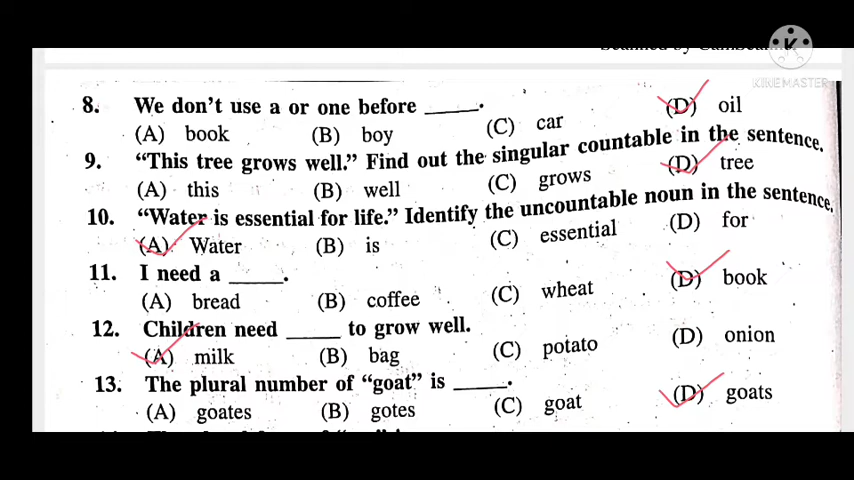 Scanned by CamScanner
KINEMASTER
8. We don't use a or one before _____.
(A) book (B) boy (C) car (D) oil
9. "This tree grows well." Find out the singular countable in the sentence.
(A) this (B) well (C) grows (D) tree
10. "Water is essential for life." Identify the uncountable noun in the sentence.
(A) Water (B) is (C) essential (D) for
11. I need a _____.
(A) bread (B) coffee (C) wheat (D) book
12. Children need _____ to grow well.
(A) milk (B) bag (C) potato (D) onion
13. The plural number of "goat" is _____.
(A) goates (B) gotes (C) goat (D) goats